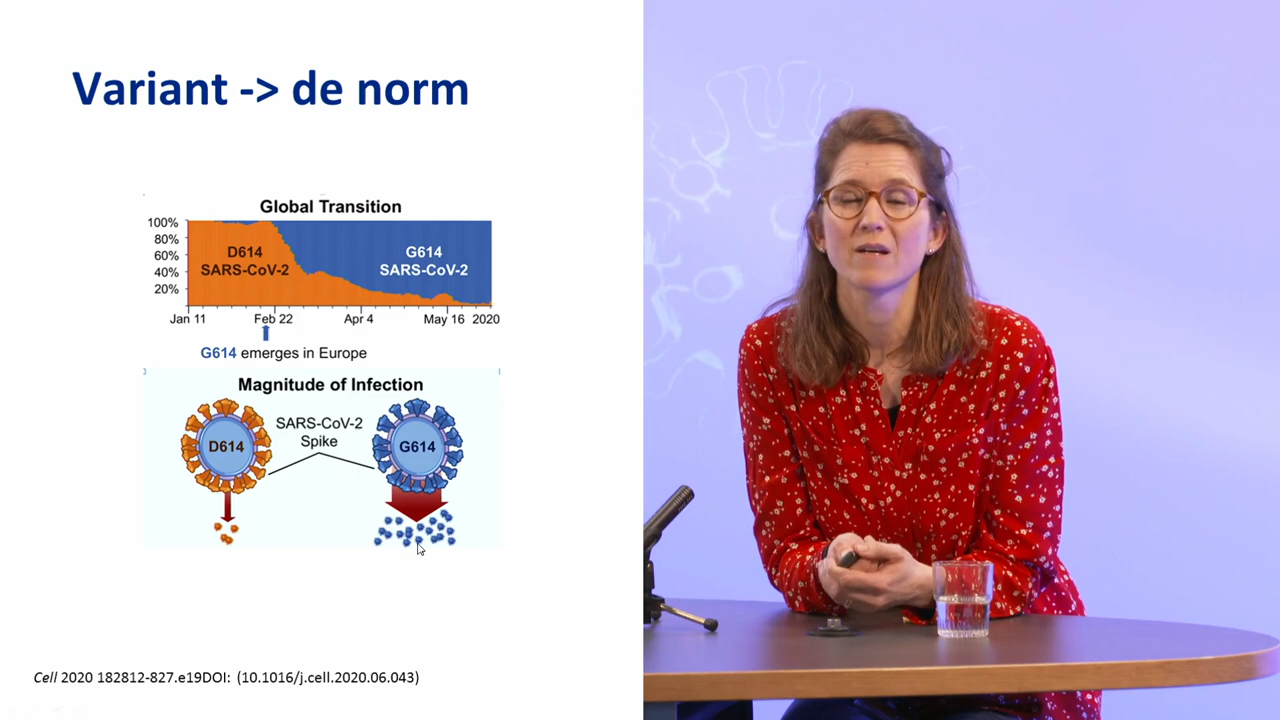 Variant -> de norm
Global Transition
100%
80%
60%
40%
20%
D614
SARS-CoV-2
G614
SARS-CoV-2
Jan 11
Feb 22
Apr 4
May 16
2020
G614 emerges in Europe
Magnitude of Infection
SARS-CoV-2
Spike
D614
G614
Cell 2020 182812-827.e19DOI: (10.1016/j.cell.2020.06.043)